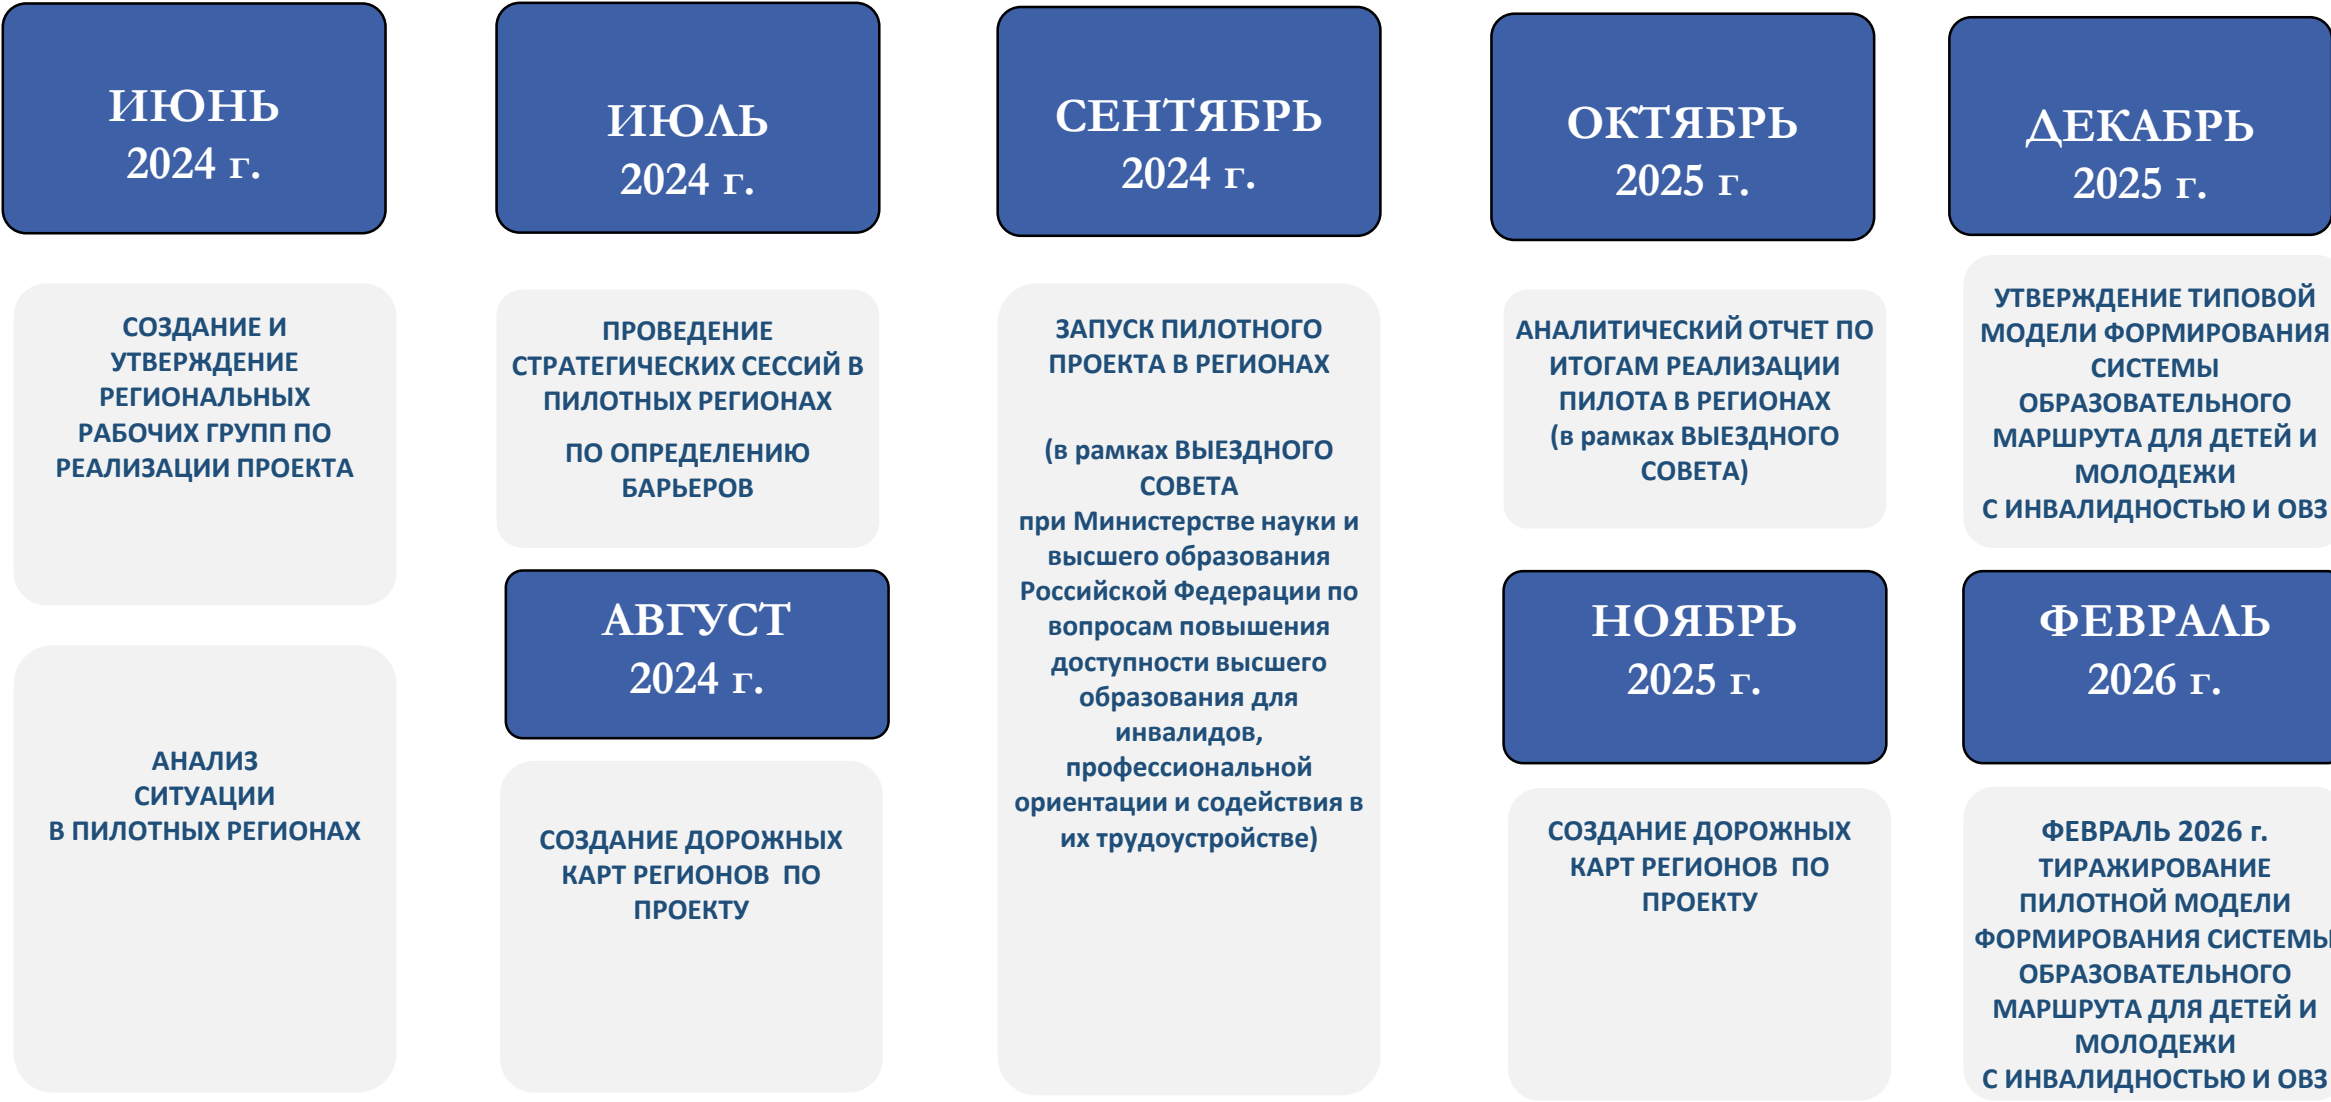 ИЮНЬ
2024 г.
СОЗДАНИЕ И
УТВЕРЖДЕНИЕ
РЕГИОНАЛЬНЫХ
РАБОЧИХ ГРУПП ПО
РЕАЛИЗАЦИИ ПРОЕКТА
АНАЛИЗ
СИТУАЦИИ
В ПИЛОТНЫХ РЕГИОНАХ
ИЮЛЬ
2024 г.
ПРОВЕДЕНИЕ
СТРАТЕГИЧЕСКИХ СЕССИЙ В
ПИЛОТНЫХ РЕГИОНАХ
ПО ОПРЕДЕЛЕНИЮ
БАРЬЕРОВ
АВГУСТ
2024 г.
СОЗДАНИЕ ДОРОЖНЫХ
КАРТ РЕГИОНОВ  ПО
ПРОЕКТУ
СЕНТЯБРЬ
2024 г.
ЗАПУСК ПИЛОТНОГО
ПРОЕКТА В РЕГИОНАХ
(в рамках ВЫЕЗДНОГО
СОВЕТА
при Министерстве науки и
высшего образования
Российской Федерации по
вопросам повышения
доступности высшего
образования для
инвалидов,
профессиональной
ориентации и содействия в
их трудоустройстве)
ОКТЯБРЬ
2025 г.
АНАЛИТИЧЕСКИЙ ОТЧЕТ ПО
ИТОГАМ РЕАЛИЗАЦИИ
ПИЛОТА В РЕГИОНАХ
(в рамках ВЫЕЗДНОГО
СОВЕТА)
НОЯБРЬ
2025 г.
СОЗДАНИЕ ДОРОЖНЫХ
КАРТ РЕГИОНОВ  ПО
ПРОЕКТУ
ДЕКАБРЬ
2025 г.
УТВЕРЖДЕНИЕ ТИПОВОЙ
МОДЕЛИ ФОРМИРОВАНИЯ
СИСТЕМЫ
ОБРАЗОВАТЕЛЬНОГО
МАРШРУТА ДЛЯ ДЕТЕЙ И
МОЛОДЕЖИ
С ИНВАЛИДНОСТЬЮ И ОВЗ
ФЕВРАЛЬ
2026 г.
ФЕВРАЛЬ 2026 г.
ТИРАЖИРОВАНИЕ
ПИЛОТНОЙ МОДЕЛИ
ФОРМИРОВАНИЯ СИСТЕМЫ
ОБРАЗОВАТЕЛЬНОГО
МАРШРУТА ДЛЯ ДЕТЕЙ И
МОЛОДЕЖИ
С ИНВАЛИДНОСТЬЮ И ОВЗ